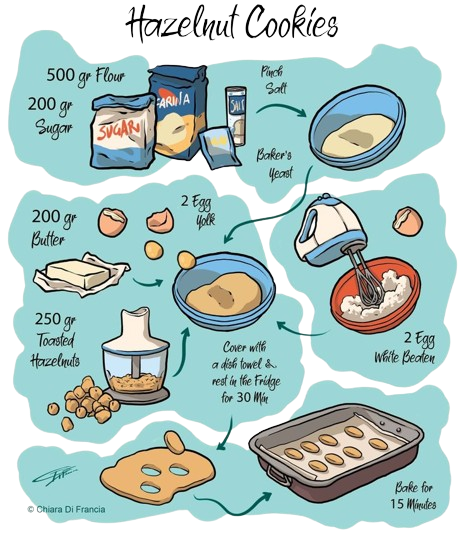 Hazelnut Cookies
500 gr Flour
200 gr
Sugar
SUGAR
FARINA
SALT
Pinch
Salt
Baker's
Yeast
200 gr
Butter
2 Egg
Yolk
250 gr
Toasted
Hazelnuts
2 Egg
White Beaten
Cover with
a dish towel &
rest in the Fridge
for 30 Min
Bake for
15 Minutes
© Chiara Di Francia